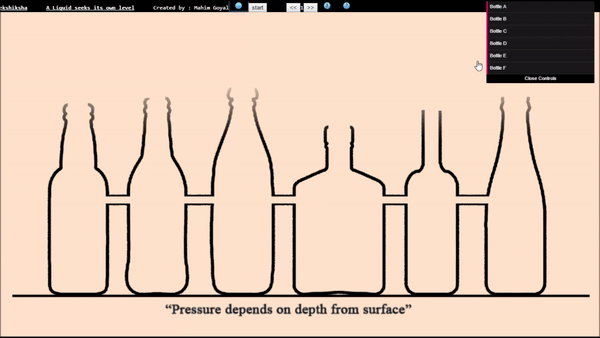 A Liquid seeks its own level
Created by : Mahim Goyal
start
<< 1 >>
Bottle A
Bottle B
Bottle C
Bottle D
Bottle E
Bottle F
Close Controls
“Pressure depends on depth from surface”